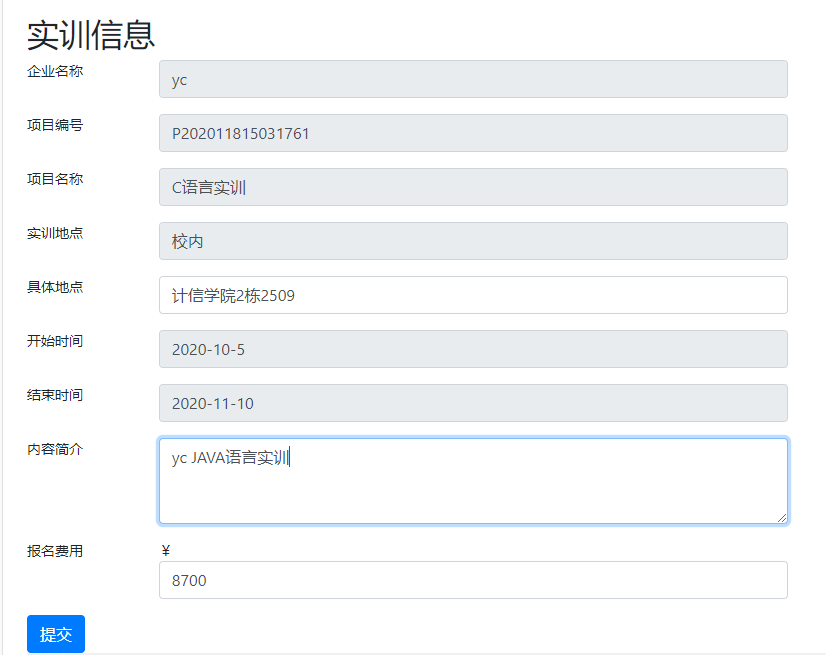 实训信息
企业名称
yc
项目编号
P202011815031761
项目名称
C语言实训
实训地点
校内
具体地点
计信学院2栋2509
开始时间
2020-10-5
结束时间
2020-11-10
内容简介
yc JAVA语言实训
报名费用
¥
8700
提交